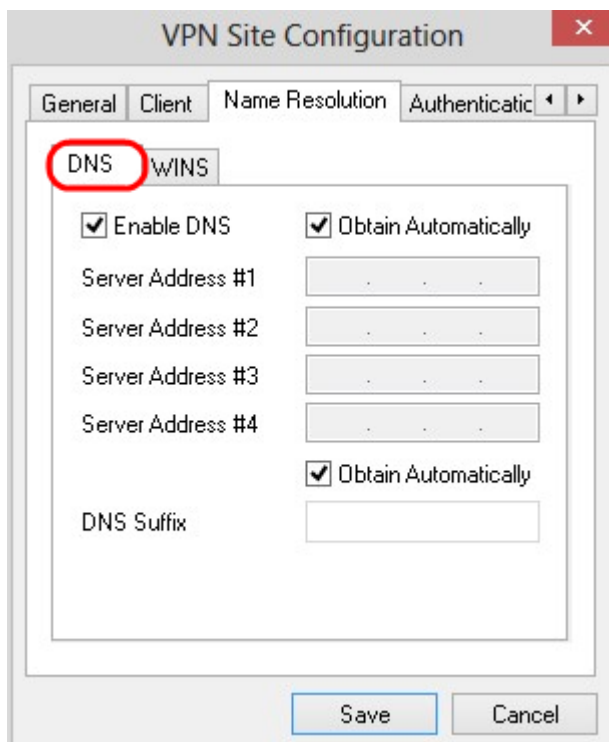 VPN Site Configuration
General Client Name Resolution Authenticatic
DNS WINS
Enable DNS Obtain Automatically
Server Address #1 . . .
Server Address #2 . . .
Server Address #3 . . .
Server Address #4 . . .
Obtain Automatically
DNS Suffix
Save Cancel